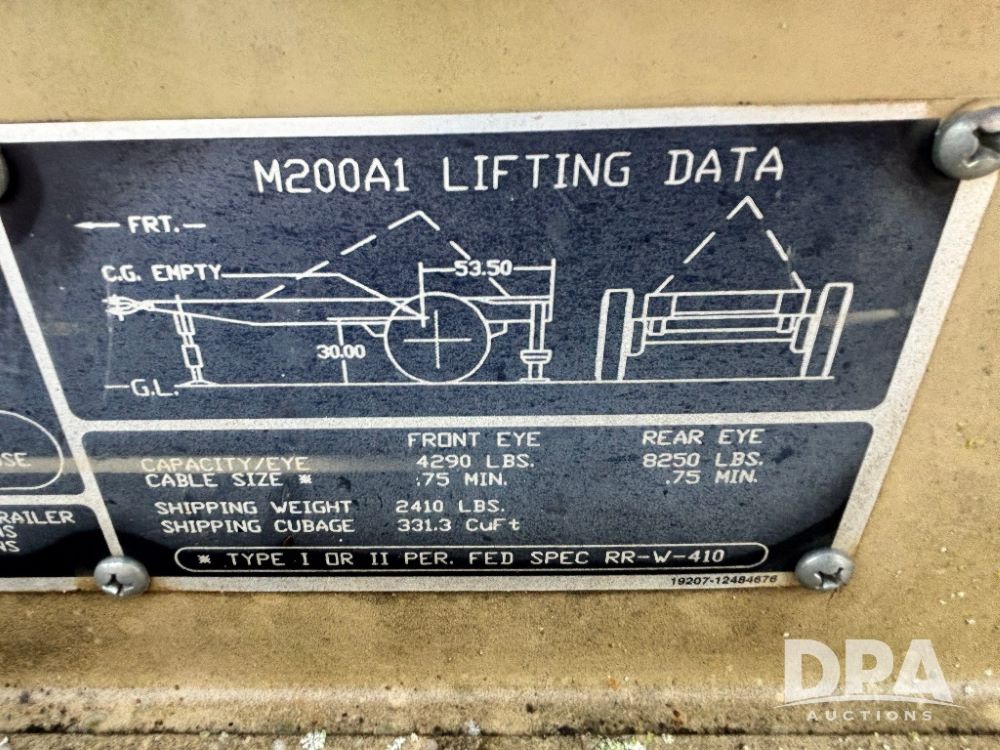 M200A1 LIFTING DATA
FRT.
C.G. EMPTY
53.50
30.00
G.L.
FRONT EYE REAR EYE
CAPACITY/EYE 4290 LBS. 8250 LBS.
CABLE SIZE * .75 MIN. .75 MIN.
SHIPPING WEIGHT 2410 LBS.
SHIPPING CUBAGE 331.3 CuFt
* TYPE I OR II PER. FED SPEC RR-W-410
19207-12484676
DPA
AUCTIONS